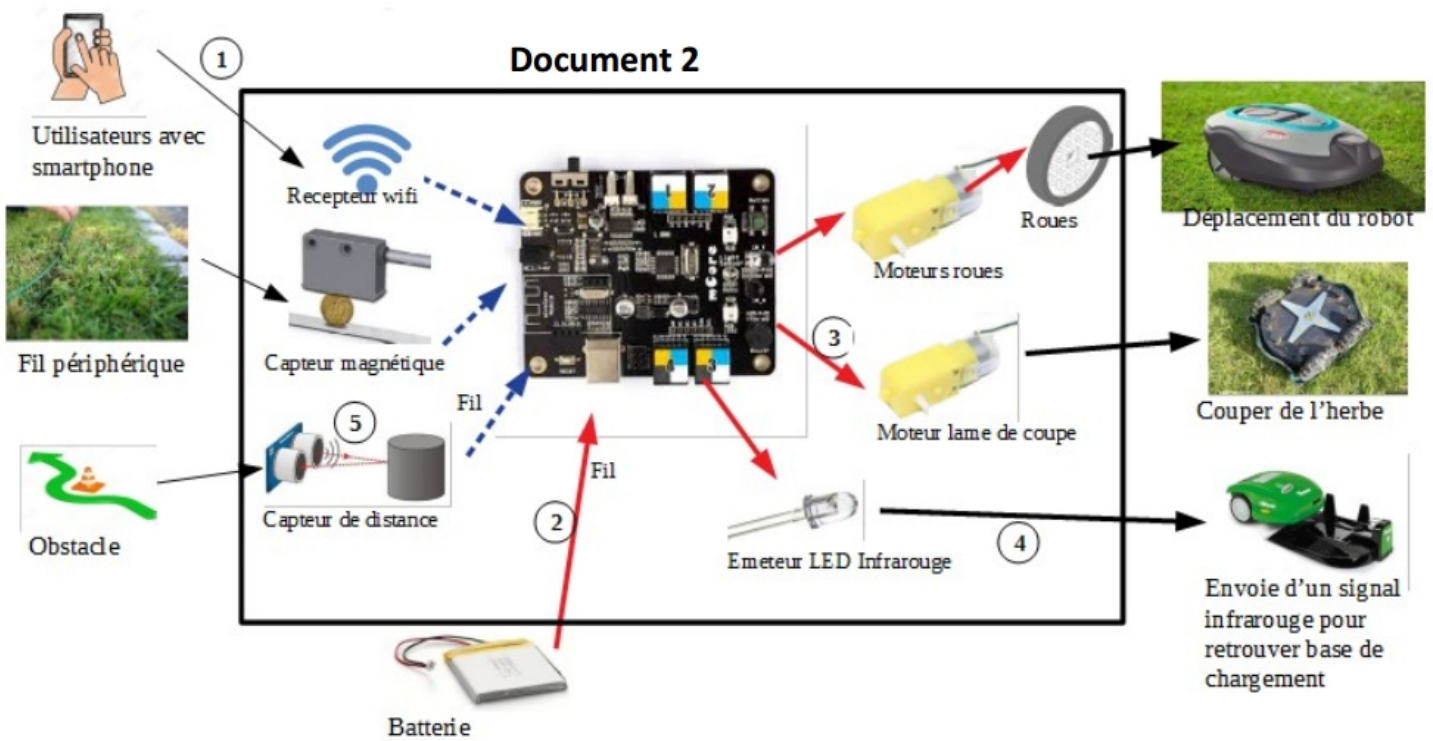 Document 2
1
Utilisateurs avec
smartphone
Recepteur wifi
Fil périphérique
Capteur magnétique
Fil
5
Capteur de distance
Obstacle
2
Fil
Batterie
1
2
Moteurs roues
Roues
Déplacement du robot
3
Moteur lame de coupe
Couper de l'herbe
Emeteur LED Infrarouge
4
Envoie d'un signal
infrarouge pour
retrouver base de
chargement